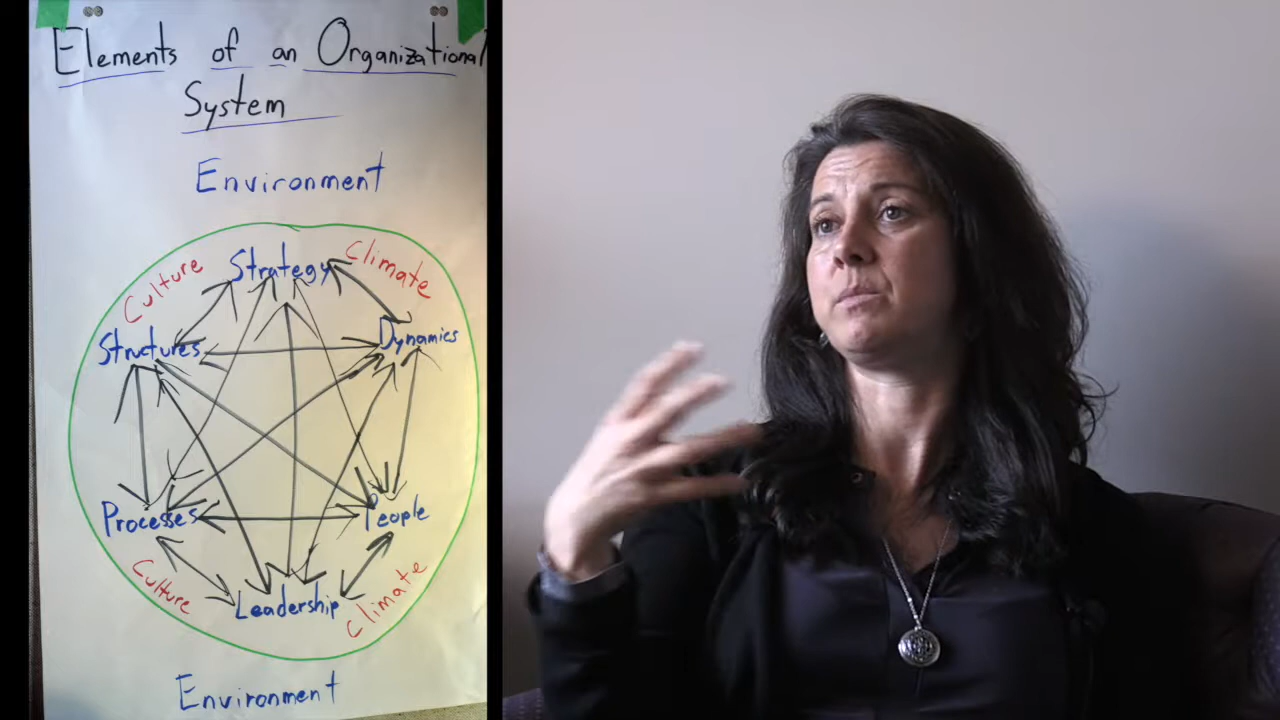 Elements of an Organizational
System
Environment
Culture
Strategy
Climate
Structures
Dynamics
Processes
People
Culture
Leadership
Climate
Environment